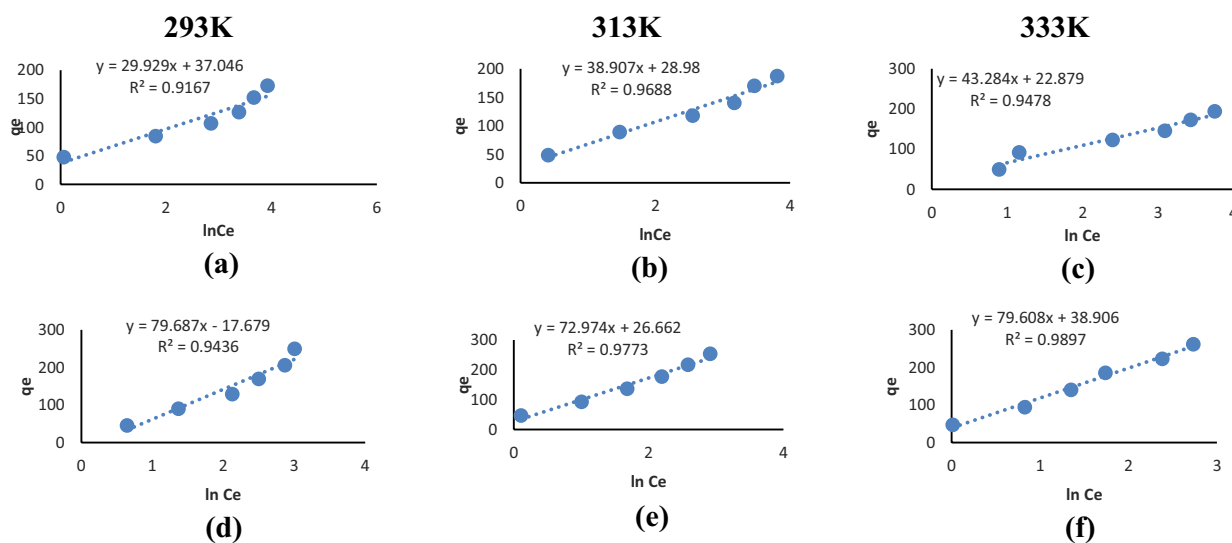 293K
313K
333K
y = 29.929x + 37.046
R² = 0.9167
200
150
100
50
0
qe
0
2
4
6
lnCe
(a)
y = 38.907x + 28.98
R² = 0.9688
200
150
100
50
0
qe
0
2
4
lnCe
(b)
y = 43.284x + 22.879
R² = 0.9478
300
200
100
0
qe
0
1
2
3
4
ln Ce
(c)
y = 79.687x - 17.679
R² = 0.9436
300
200
100
0
qe
0
1
2
3
4
ln Ce
(d)
y = 72.974x + 26.662
R² = 0.9773
300
200
100
0
qe
0
2
4
ln Ce
(e)
y = 79.608x + 38.906
R² = 0.9897
300
200
100
0
qe
0
1
2
3
ln Ce
(f)